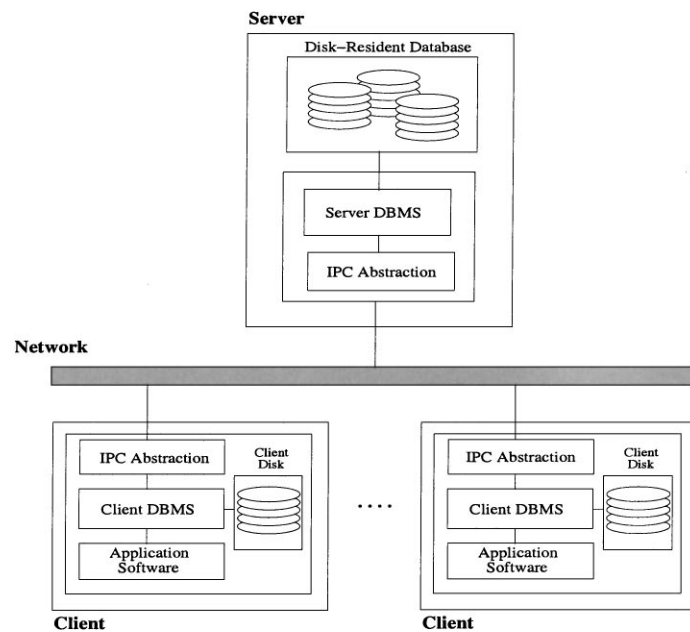 Server
Disk–Resident Database
Server DBMS
IPC Abstraction
Network
IPC Abstraction
Client
Disk
Client DBMS
Application
Software
Client
....
IPC Abstraction
Client
Disk
Client DBMS
Application
Software
Client